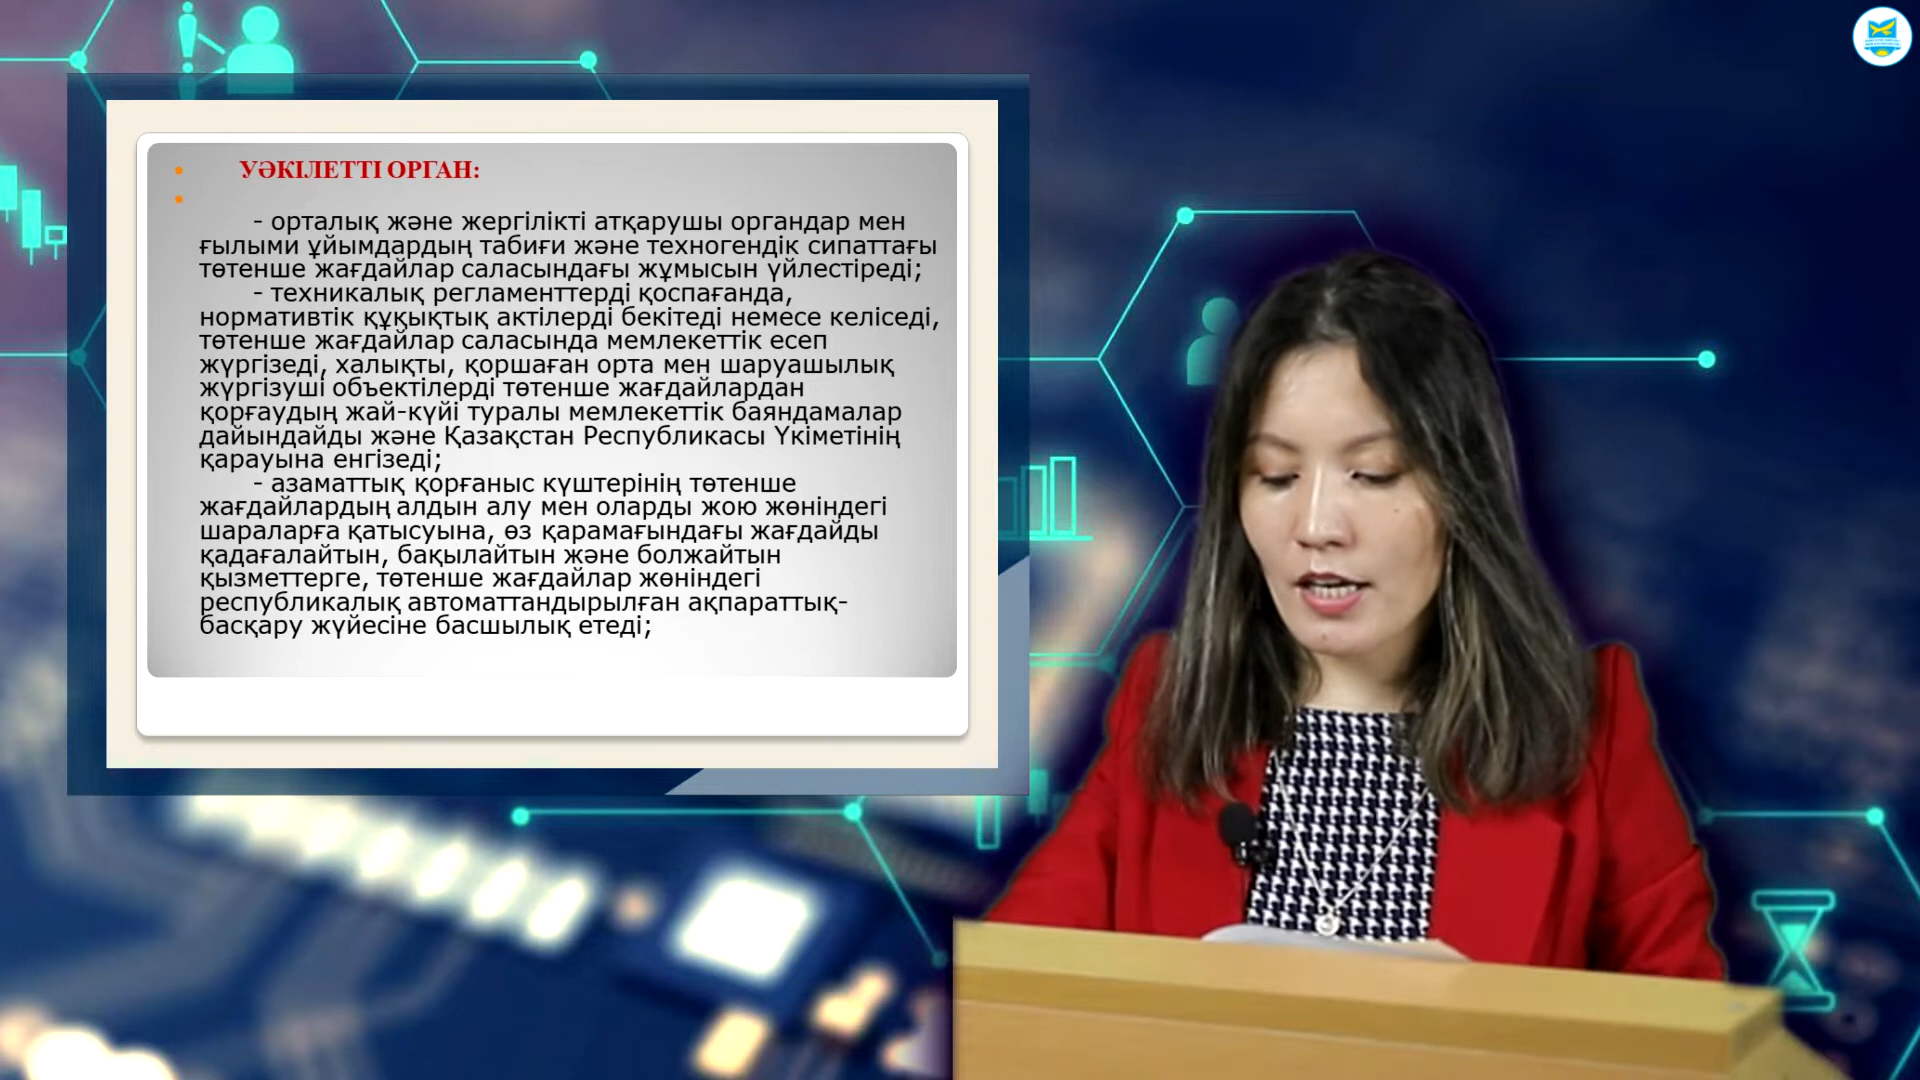 УӘКІЛЕТТІ ОРГАН:
- орталық және жергілікті атқарушы органдар мен
ғылыми ұйымдардың табиғи және техногендік сипаттағы
төтенше жағдайлар саласындағы жұмысын үйлестіреді;
- техникалық регламенттерді қоспағанда,
нормативтік құқықтық актілерді бекітеді немесе келіседі,
төтенше жағдайлар саласында мемлекеттік есеп
жүргізеді, халықты, қоршаған орта мен шаруашылық
жүргізуші объектілерді төтенше жағдайлардан
қорғаудың жай-күйі туралы мемлекеттік баяндамалар
дайындайды және Қазақстан Республикасы Үкіметінің
қарауына енгізеді;
- азаматтық қорғаныс күштерінің төтенше
жағдайлардың алдын алу мен оларды жою жөніндегі
шараларға қатысуына, өз қарамағындағы жағдайды
қадағалайтын, бақылайтын және болжайтын
қызметтерге, төтенше жағдайлар жөніндегі
республикалық автоматтандырылған ақпараттық-
басқару жүйесіне басшылық етеді;